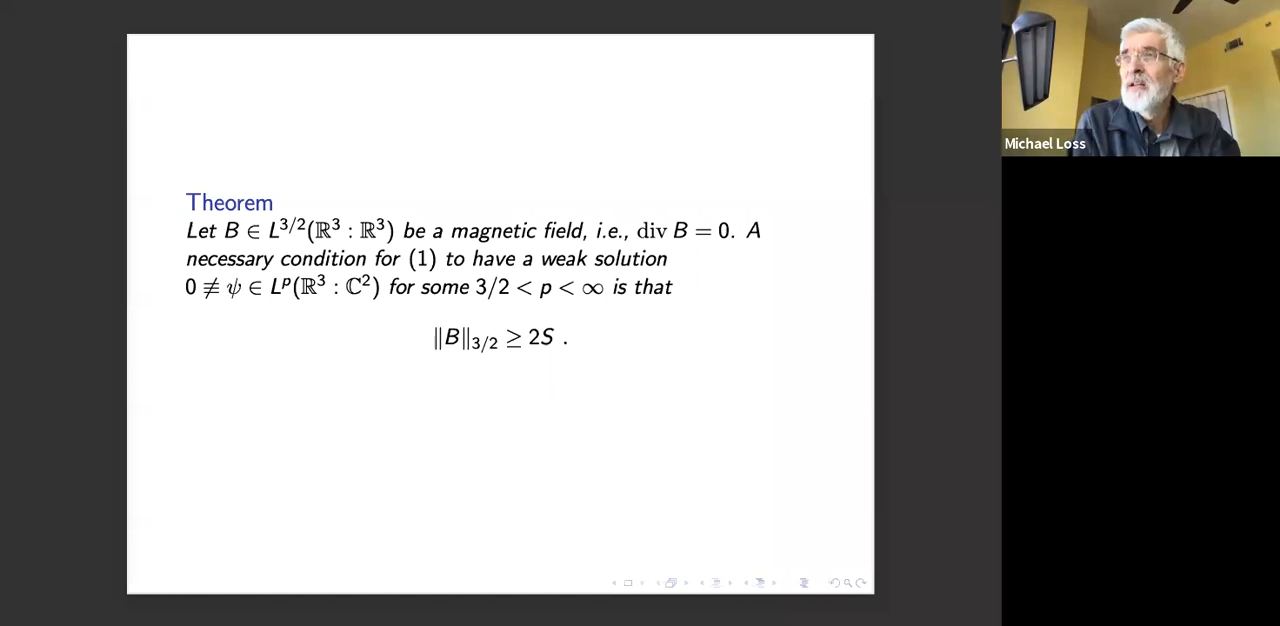 Theorem
Let B ∈ L^{3/2}(ℝ³ : ℝ³) be a magnetic field, i.e., div B = 0. A
necessary condition for (1) to have a weak solution
0 ≢ ψ ∈ L^p(ℝ³ : ℂ²) for some 3/2 < p < ∞ is that
‖B‖_{3/2} ≥ 2S .
Michael Loss